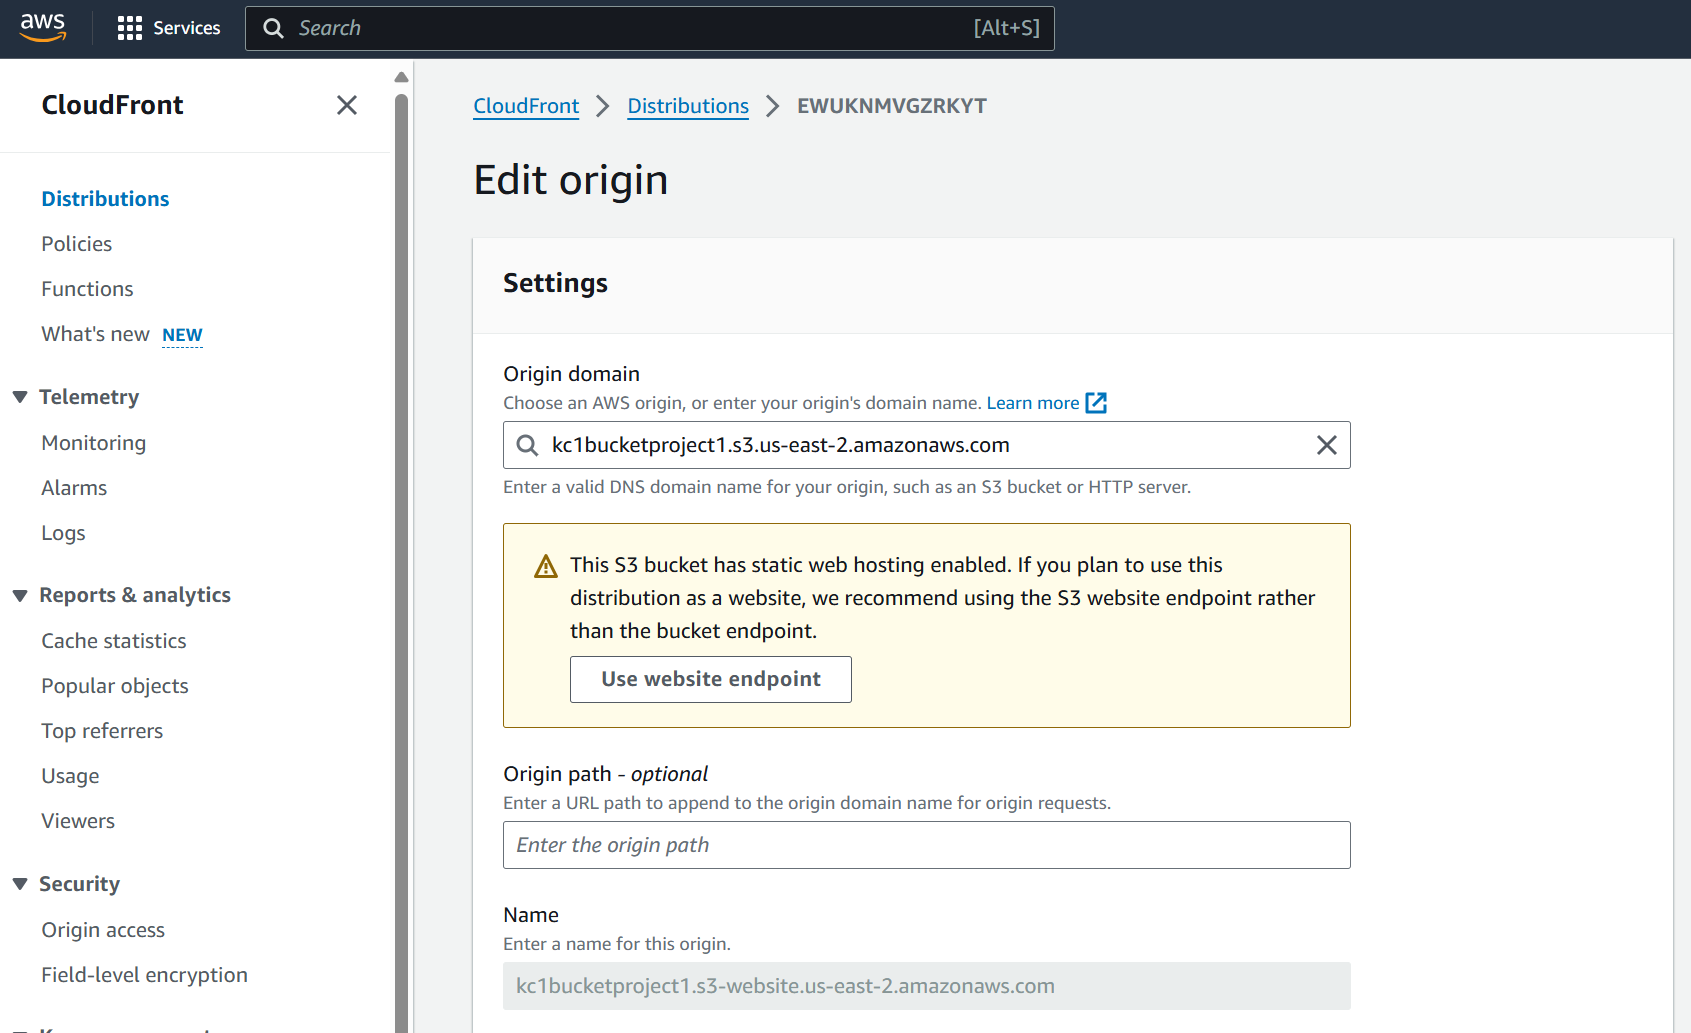 aws
Services
Search
[Alt+S]
CloudFront
Distributions
Policies
Functions
What's new NEW
Telemetry
Monitoring
Alarms
Logs
Reports & analytics
Cache statistics
Popular objects
Top referrers
Usage
Viewers
Security
Origin access
Field-level encryption
CloudFront
Distributions
EWUKNMVGZRKYT
Edit origin
Settings
Origin domain
Choose an AWS origin, or enter your origin's domain name. Learn more
kc1bucketproject1.s3.us-east-2.amazonaws.com
Enter a valid DNS domain name for your origin, such as an S3 bucket or HTTP server.
This S3 bucket has static web hosting enabled. If you plan to use this
distribution as a website, we recommend using the S3 website endpoint rather
than the bucket endpoint.
Use website endpoint
Origin path - optional
Enter a URL path to append to the origin domain name for origin requests.
Enter the origin path
Name
Enter a name for this origin.
kc1bucketproject1.s3-website.us-east-2.amazonaws.com